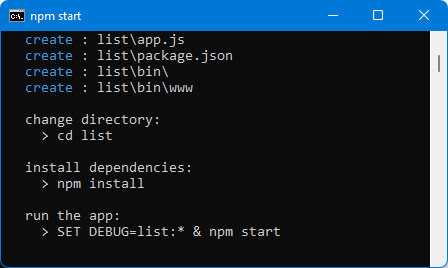 npm start
create : list\app.js
create : list\package.json
create : list\bin\
create : list\bin\www
change directory:
> cd list
install dependencies:
> npm install
run the app:
> SET DEBUG=list:* & npm start